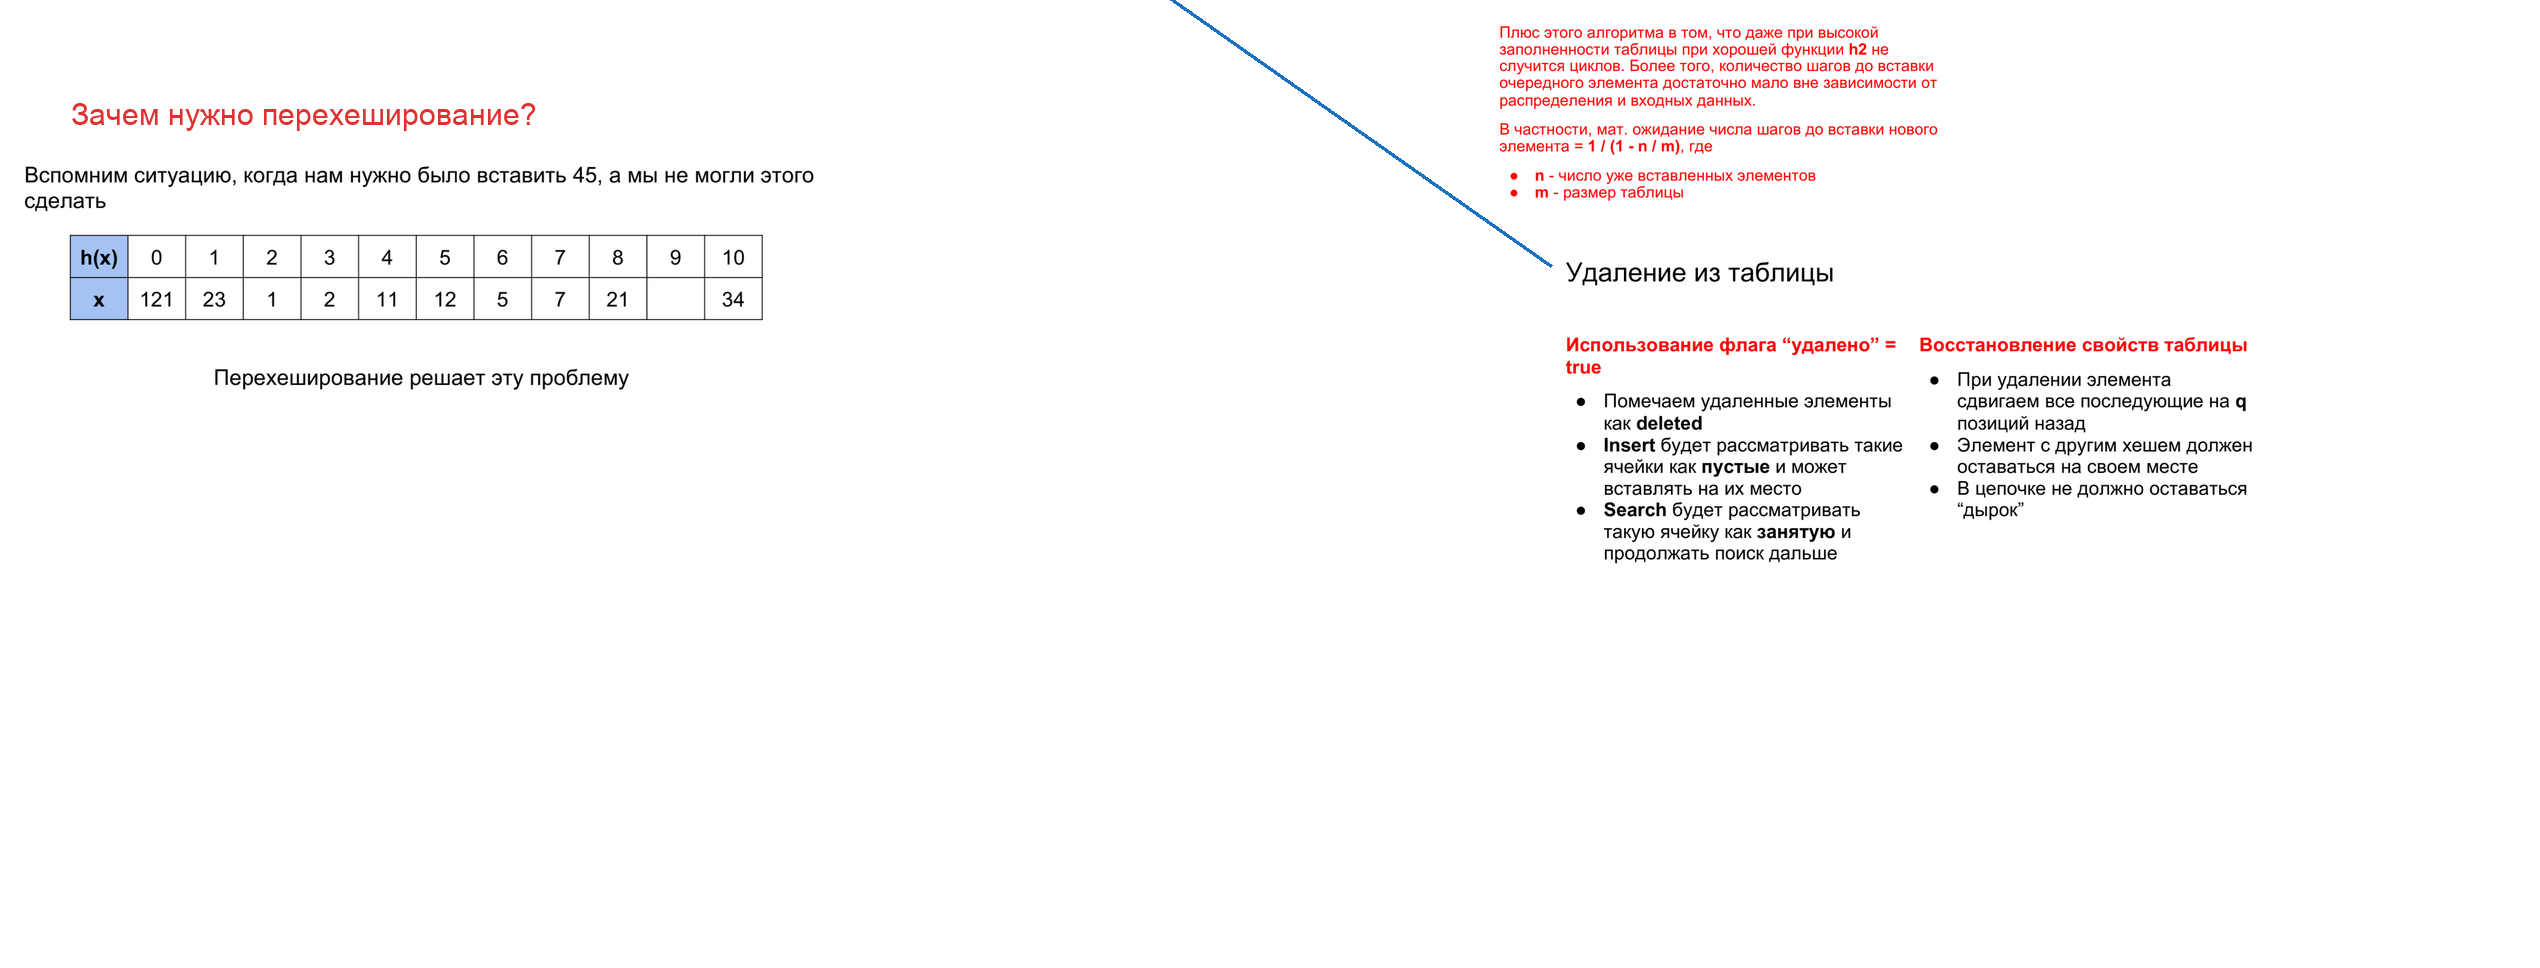 Зачем нужно перехеширование?
Вспомним ситуацию, когда нам нужно было вставить 45, а мы не могли этого
сделать
h(x) 0 1 2 3 4 5 6 7 8 9 10
x 121 23 1 2 11 12 5 7 21 34
Перехеширование решает эту проблему
Плюс этого алгоритма в том, что даже при высокой
заполненности таблицы при хорошей функции h2 не
случится циклов. Более того, количество шагов до вставки
очередного элемента достаточно мало вне зависимости от
распределения и входных данных.
В частности, мат. ожидание числа шагов до вставки нового
элемента = 1 / (1 - n / m), где
● n - число уже вставленных элементов
● m - размер таблицы
Удаление из таблицы
Использование флага “удалено” =
true
● Помечаем удаленные элементы
как deleted
● Insert будет рассматривать такие
ячейки как пустые и может
вставлять на их место
● Search будет рассматривать
такую ячейку как занятую и
продолжать поиск дальше
Восстановление свойств таблицы
● При удалении элемента
сдвигаем все последующие на q
позиций назад
● Элемент с другим хешем должен
оставаться на своем месте
● В цепочке не должно оставаться
“дырок”